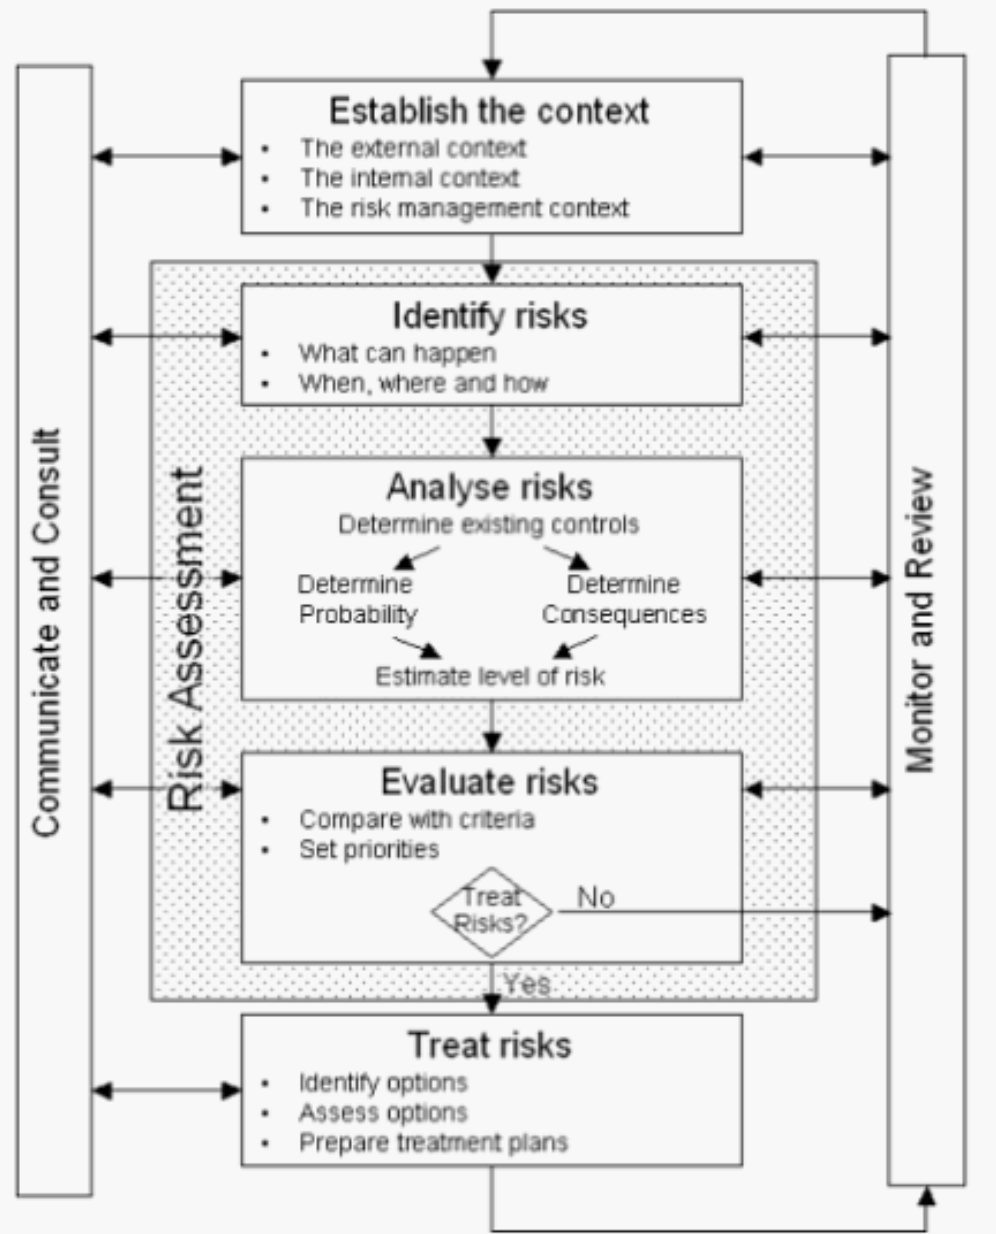 Establish the context
• The external context
• The internal context
• The risk management context
Communicate and Consult
Risk Assessment
Monitor and Review
Identify risks
• What can happen
• When, where and how
Analyse risks
Determine existing controls
Determine
Probability
Determine
Consequences
Estimate level of risk
Evaluate risks
• Compare with criteria
• Set priorities
Treat
Risks?
No
Yes
Treat risks
• Identify options
• Assess options
• Prepare treatment plans